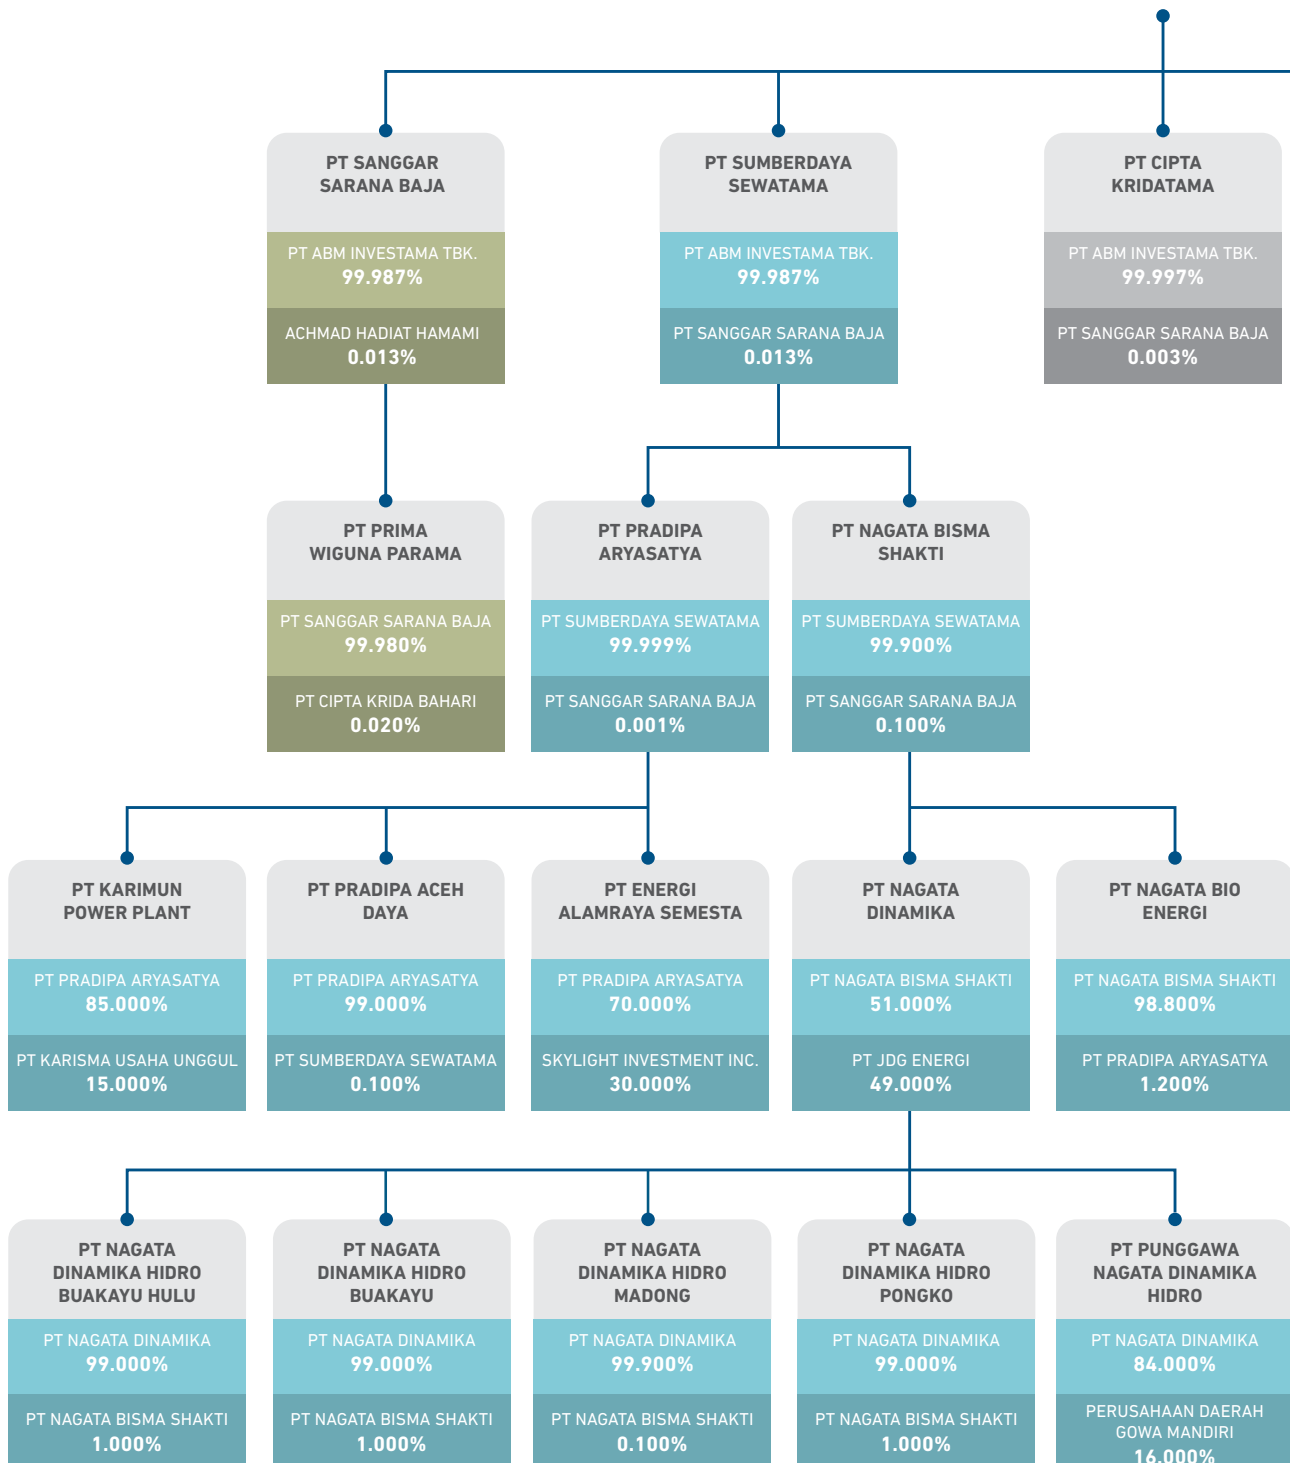 PT SANGGAR
SARANA BAJA
PT ABM INVESTAMA TBK.
99.987%
ACHMAD HADIAT HAMAMI
0.013%
PT SUMBERDAYA
SEWATAMA
PT ABM INVESTAMA TBK.
99.987%
PT SANGGAR SARANA BAJA
0.013%
PT CIPTA
KRIDATAMA
PT ABM INVESTAMA TBK.
99.997%
PT SANGGAR SARANA BAJA
0.003%
PT PRIMA
WIGUNA PARAMA
PT SANGGAR SARANA BAJA
99.980%
PT CIPTA KRIDA BAHARI
0.020%
PT PRADIPA
ARYASATYA
PT SUMBERDAYA SEWATAMA
99.999%
PT SANGGAR SARANA BAJA
0.001%
PT NAGATA BISMA
SHAKTI
PT SUMBERDAYA SEWATAMA
99.900%
PT SANGGAR SARANA BAJA
0.100%
PT KARIMUN
POWER PLANT
PT PRADIPA ARYASATYA
85.000%
PT KARISMA USAHA UNGGUL
15.000%
PT PRADIPA ACEH
DAYA
PT PRADIPA ARYASATYA
99.000%
PT SUMBERDAYA SEWATAMA
0.100%
PT ENERGI
ALAMRAYA SEMESTA
PT PRADIPA ARYASATYA
70.000%
SKYLIGHT INVESTMENT INC.
30.000%
PT NAGATA
DINAMIKA
PT NAGATA BISMA SHAKTI
51.000%
PT JDG ENERGI
49.000%
PT NAGATA BIO
ENERGI
PT NAGATA BISMA SHAKTI
98.800%
PT PRADIPA ARYASATYA
1.200%
PT NAGATA
DINAMIKA HIDRO
BUAKAYU HULU
PT NAGATA DINAMIKA
99.000%
PT NAGATA BISMA SHAKTI
1.000%
PT NAGATA
DINAMIKA HIDRO
BUAKAYU
PT NAGATA DINAMIKA
99.000%
PT NAGATA BISMA SHAKTI
1.000%
PT NAGATA
DINAMIKA HIDRO
MADONG
PT NAGATA DINAMIKA
99.900%
PT NAGATA BISMA SHAKTI
0.100%
PT NAGATA
DINAMIKA HIDRO
PONGKO
PT NAGATA DINAMIKA
99.000%
PT NAGATA BISMA SHAKTI
1.000%
PT PUNGGAWA
NAGATA DINAMIKA
HIDRO
PT NAGATA DINAMIKA
84.000%
PERUSAHAAN DAERAH
GOWA MANDIRI
16.000%